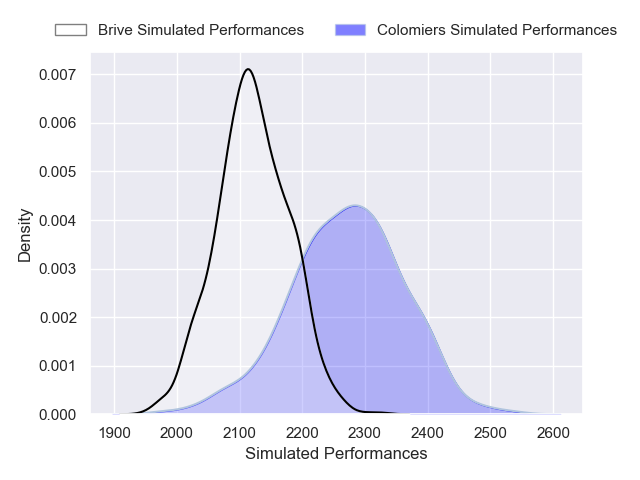 Brive Simulated Performances
Colomiers Simulated Performances
0.007
0.006
0.005
0.004
0.003
0.002
0.001
0.000
Density
1900 2000 2100 2200 2300 2400 2500 2600
Simulated Performances